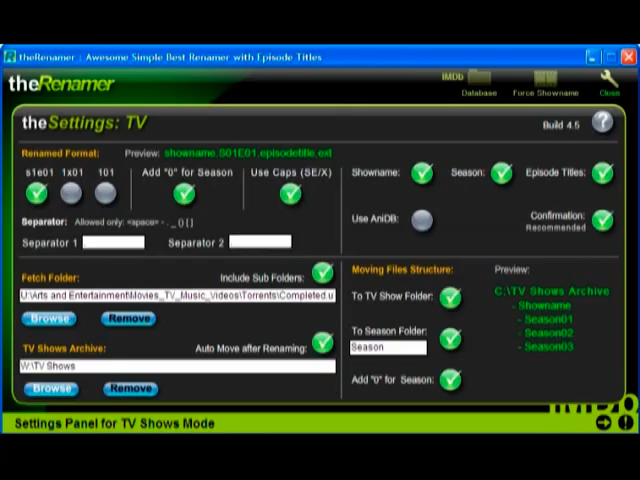 theRenamer : Awesome Simple Best Renamer with Episode Titles
theRenamer
IMDB
Database
Force Showname
Close
theSettings: TV
Build 4.5
?
Renamed Format:
Preview: showname.S01E01.episodetitle.ext
s1e01 1x01 101
Add "0" for Season
Use Caps (SE/X)
Showname:
Season:
Episode Titles:
Separator: Allowed only: <space> - . _ () [ ]
Use AniDB:
Confirmation:
Recommended
Separator 1
Separator 2
Fetch Folder:
Include Sub Folders:
U:\Arts and Entertainment\Movies_TV_Music_Videos\Torrents\Completed u
Browse
Remove
TV Shows Archive:
Auto Move after Renaming:
W:\TV Shows
Browse
Remove
Moving Files Structure:
Preview:
To TV Show Folder:
To Season Folder:
Season
Add "0" for Season:
C:\TV Shows Archive
- Showname
- Season01
- Season02
- Season03
Settings Panel for TV Shows Mode